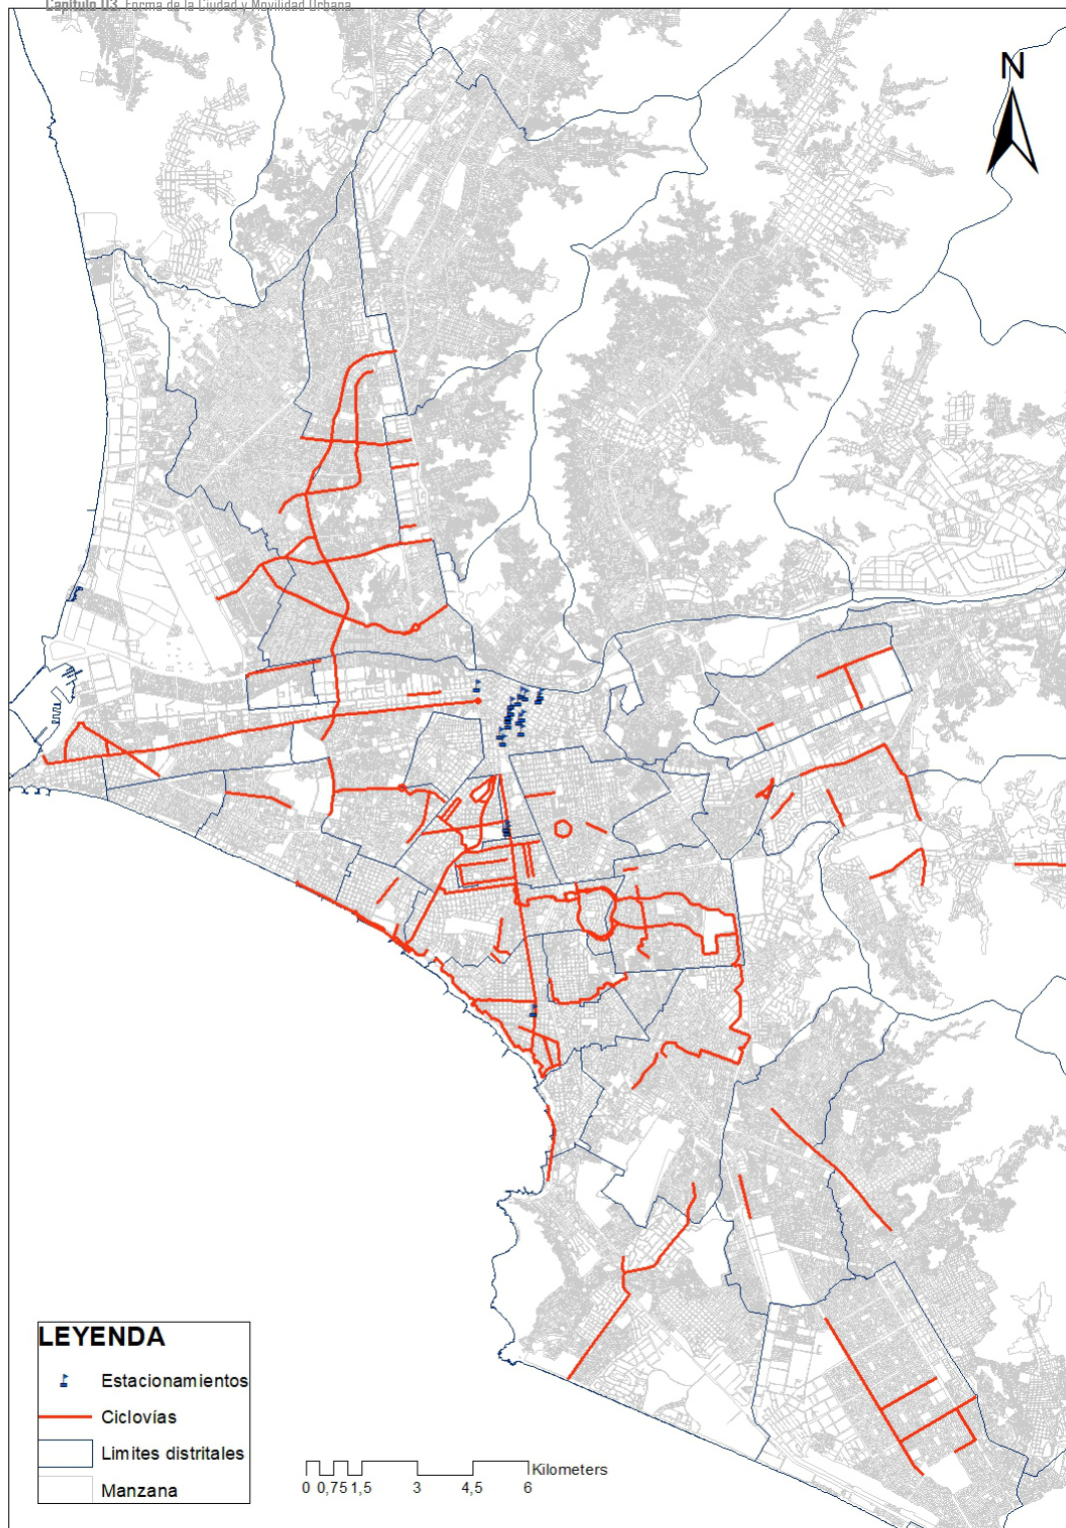 Capítulo 03. Forma de la Ciudad y Movilidad Urbana
N
LEYENDA
Estacionamientos
Ciclovías
Limites distritales
Manzana
Kilometers
0 0,75 1,5 3 4,5 6